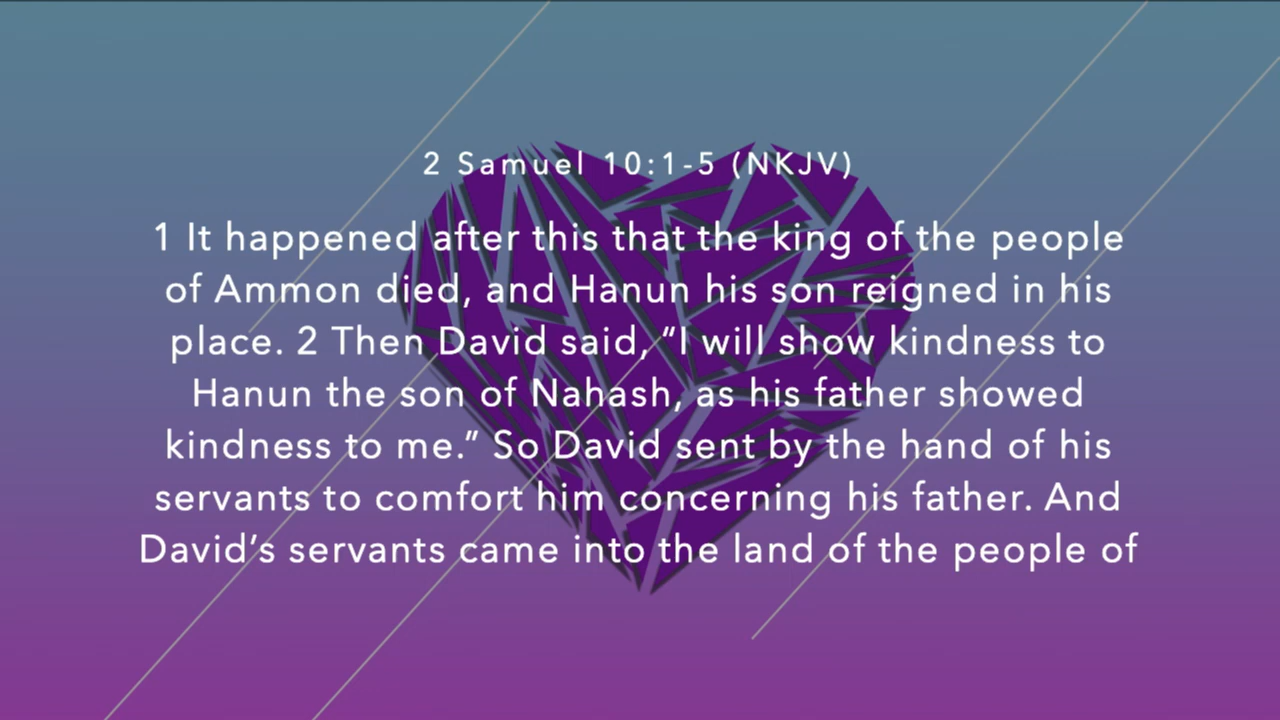 2 Samuel 10:1-5 (NKJV)
1 It happened after this that the king of the people
of Ammon died, and Hanun his son reigned in his
place. 2 Then David said, “I will show kindness to
Hanun the son of Nahash, as his father showed
kindness to me.” So David sent by the hand of his
servants to comfort him concerning his father. And
David’s servants came into the land of the people of